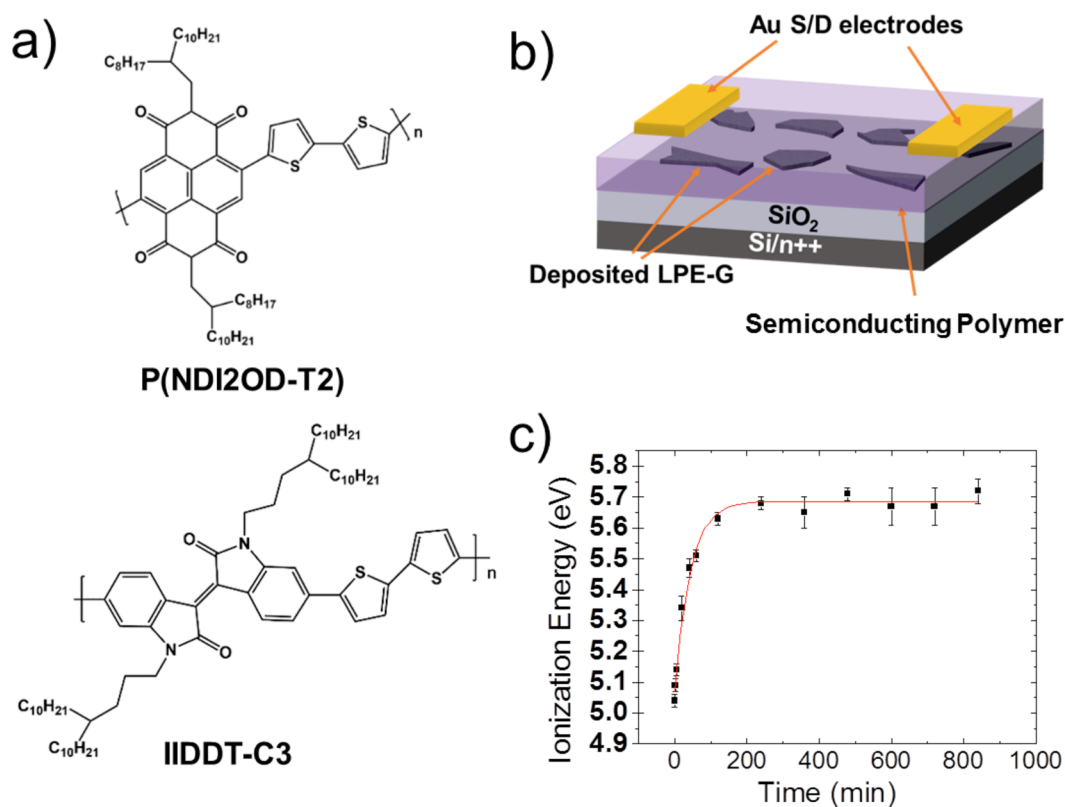 a)
C10H21
C8H17
O
O
S
S
n
O
O
C8H17
C10H21
P(NDI2OD-T2)
C10H21
C10H21
O
N
S
S
n
N
O
C10H21
C10H21
IIDDT-C3
b)
Au S/D electrodes
SiO2
Si/n++
Deposited LPE-G
Semiconducting Polymer
c)
Ionization Energy (eV)
5.8
5.7
5.6
5.5
5.4
5.3
5.2
5.1
5.0
4.9
0 200 400 600 800 1000
Time (min)